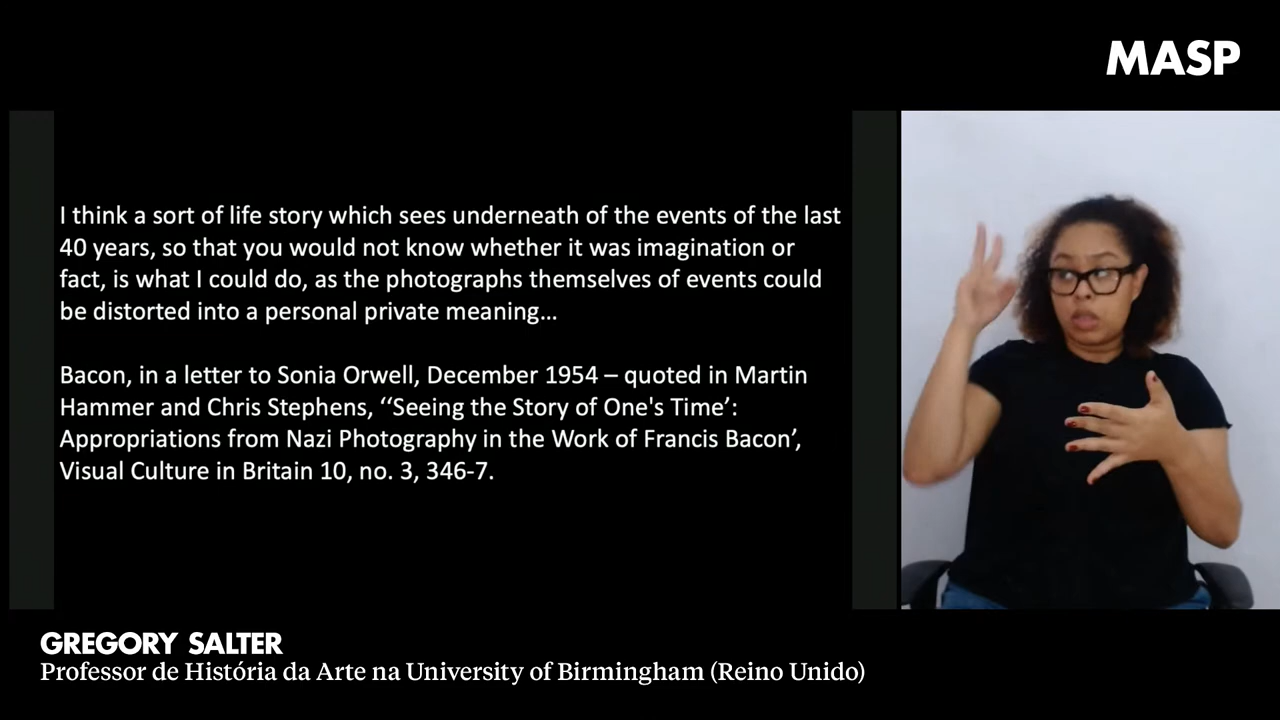 MASP
I think a sort of life story which sees underneath of the events of the last
40 years, so that you would not know whether it was imagination or
fact, is what I could do, as the photographs themselves of events could
be distorted into a personal private meaning…
Bacon, in a letter to Sonia Orwell, December 1954 – quoted in Martin
Hammer and Chris Stephens, ‘‘Seeing the Story of One's Time’:
Appropriations from Nazi Photography in the Work of Francis Bacon’,
Visual Culture in Britain 10, no. 3, 346-7.
GREGORY SALTER
Professor de História da Arte na University of Birmingham (Reino Unido)